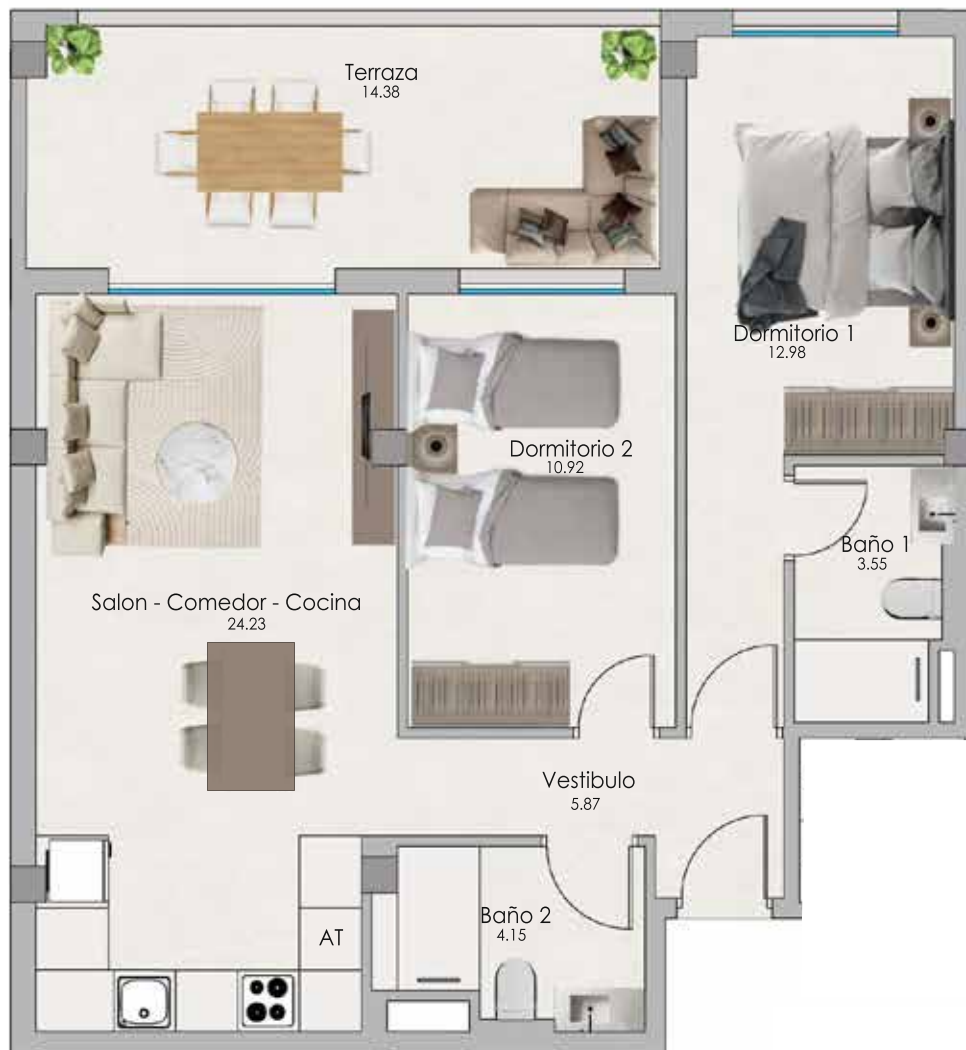 Terraza
14.38
Dormitorio 1
12.98
Dormitorio 2
10.92
Baño 1
3.55
Salon - Comedor - Cocina
24.23
Vestibulo
5.87
Baño 2
4.15
AT